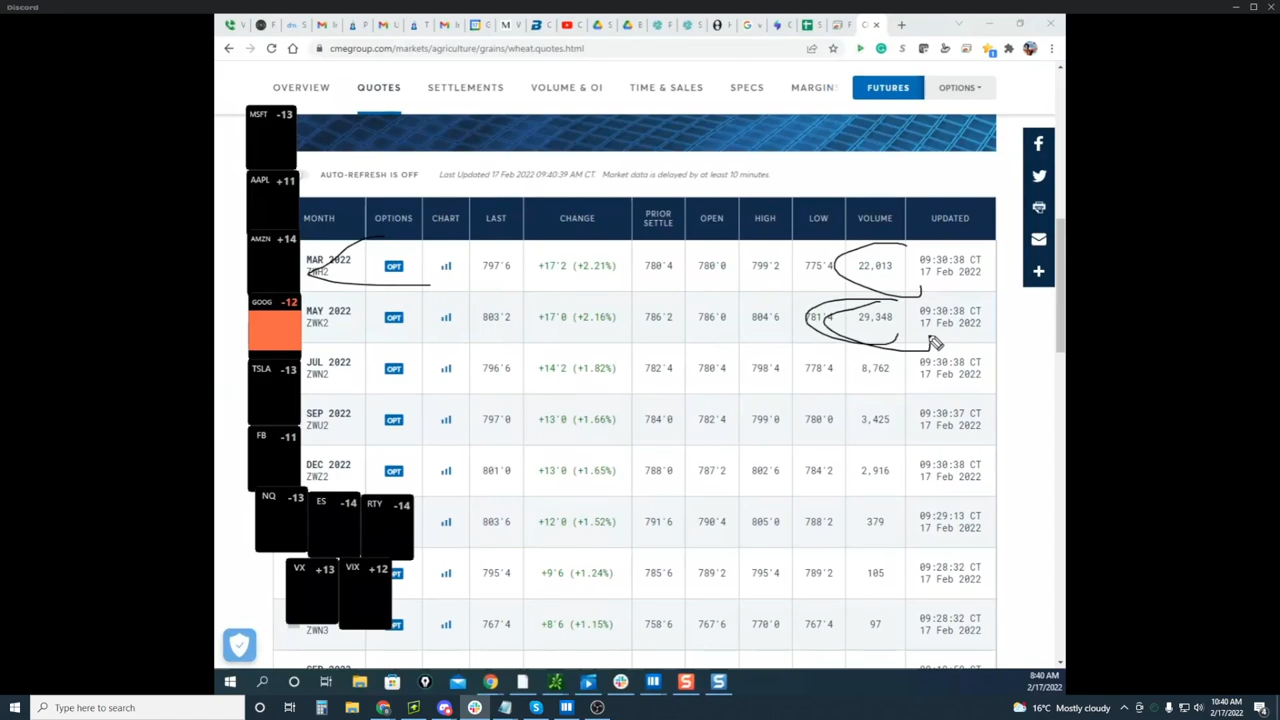 Discord
cmegroup.com/markets/agriculture/grains/wheat.quotes.html
OVERVIEW QUOTES SETTLEMENTS VOLUME & OI TIME & SALES SPECS MARGIN FUTURES OPTIONS
MSFT -13
AAPL +11
AMZN +14
GOOG -12
TSLA -13
FB -11
NQ -13
ES -14
RTY -14
VX +13
VIX +12
AUTO-REFRESH IS OFF Last Updated 17 Feb 2022 09:40:39 AM CT. Market data is delayed by at least 10 minutes.
MONTH OPTIONS CHART LAST CHANGE PRIOR SETTLE OPEN HIGH LOW VOLUME UPDATED
MAR 2022 ZWH2 OPT 797'6 +17'2 (+2.21%) 780'4 780'0 799'2 775'4 22,013 09:30:38 CT 17 Feb 2022
MAY 2022 ZWK2 OPT 803'2 +17'0 (+2.16%) 786'2 786'0 804'6 781'4 29,348 09:30:38 CT 17 Feb 2022
JUL 2022 ZWN2 OPT 796'6 +14'2 (+1.82%) 782'4 780'4 798'4 778'4 8,762 09:30:38 CT 17 Feb 2022
SEP 2022 ZWU2 OPT 797'0 +13'0 (+1.66%) 784'0 782'4 799'0 780'0 3,425 09:30:37 CT 17 Feb 2022
DEC 2022 ZWZ2 OPT 801'0 +13'0 (+1.65%) 788'0 787'2 802'6 784'2 2,916 09:30:38 CT 17 Feb 2022
803'6 +12'0 (+1.52%) 791'6 790'4 805'0 788'2 379 09:29:13 CT 17 Feb 2022
PT 795'4 +9'6 (+1.24%) 785'6 789'2 795'4 789'2 105 09:28:32 CT 17 Feb 2022
ZWN3 PT 767'4 +8'6 (+1.15%) 758'6 767'6 770'0 767'4 97 09:28:32 CT 17 Feb 2022
8:40 AM
2/17/2022
Type here to search
16°C Mostly cloudy
10:40 AM
2/17/2022